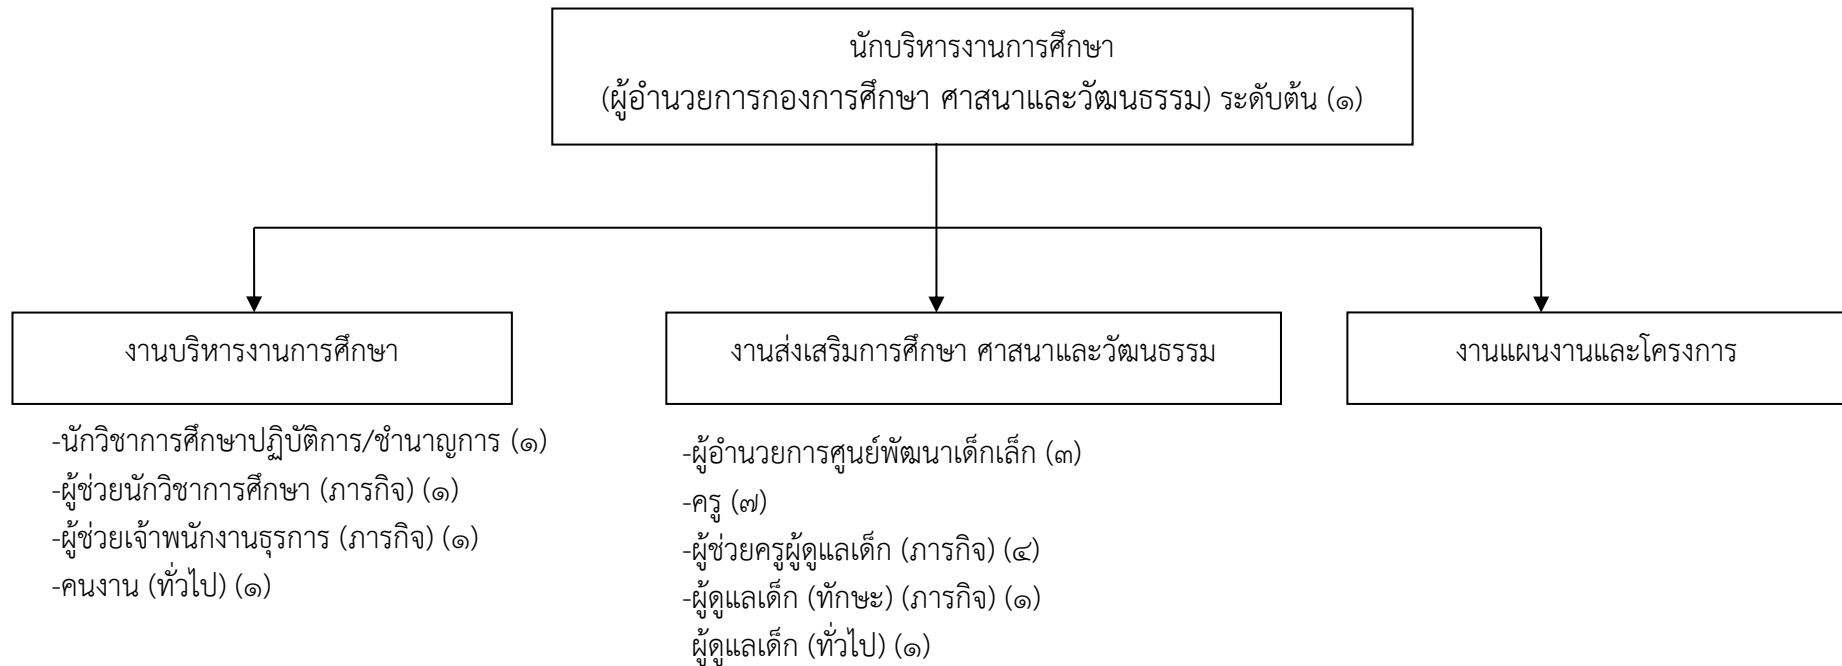 นักบริหารงานการศึกษา
(ผู้อำนวยการกองการศึกษา ศาสนาและวัฒนธรรม) ระดับต้น (๑)
งานบริหารงานการศึกษา
-นักวิชาการศึกษาปฏิบัติการ/ชำนาญการ (๑)
-ผู้ช่วยนักวิชาการศึกษา (ภารกิจ) (๑)
-ผู้ช่วยเจ้าพนักงานธุรการ (ภารกิจ) (๑)
-คนงาน (ทั่วไป) (๑)
งานส่งเสริมการศึกษา ศาสนาและวัฒนธรรม
-ผู้อำนวยการศูนย์พัฒนาเด็กเล็ก (๓)
-ครู (๗)
-ผู้ช่วยครูผู้ดูแลเด็ก (ภารกิจ) (๔)
-ผู้ดูแลเด็ก (ทักษะ) (ภารกิจ) (๑)
ผู้ดูแลเด็ก (ทั่วไป) (๑)
งานแผนงานและโครงการ